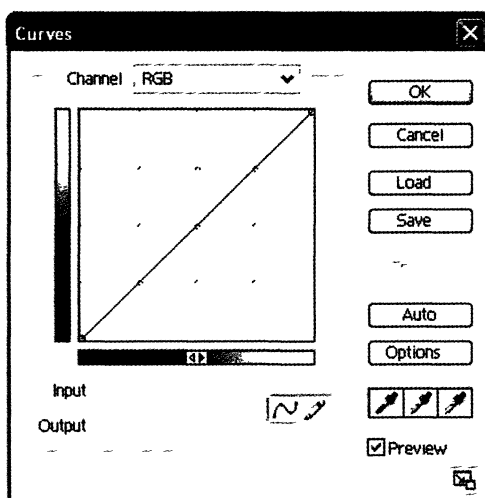 Curves
Channel RGB
OK
Cancel
Load
Save
Auto
Options
Input
Output
Preview